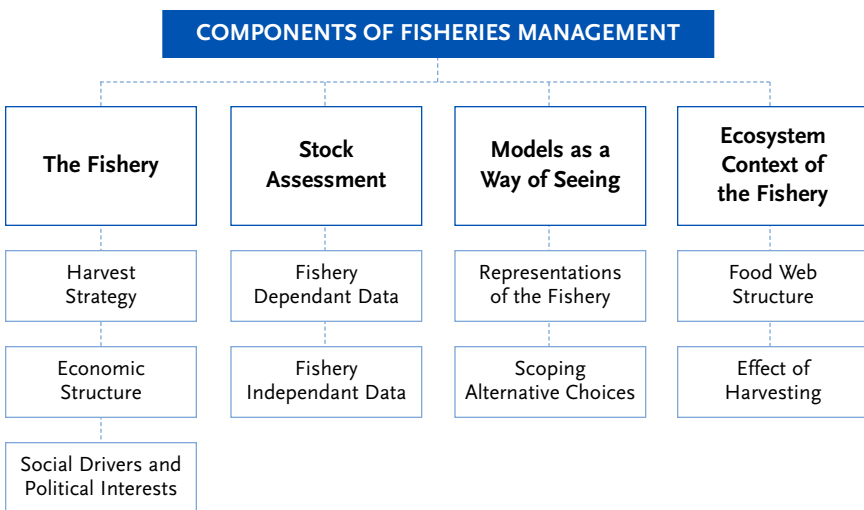 COMPONENTS OF FISHERIES MANAGEMENT
The Fishery
Harvest
Strategy
Economic
Structure
Social Drivers and
Political Interests
Stock
Assessment
Fishery
Dependant Data
Fishery
Independant Data
Models as a
Way of Seeing
Representations
of the Fishery
Scoping
Alternative Choices
Ecosystem
Context of
the Fishery
Food Web
Structure
Effect of
Harvesting